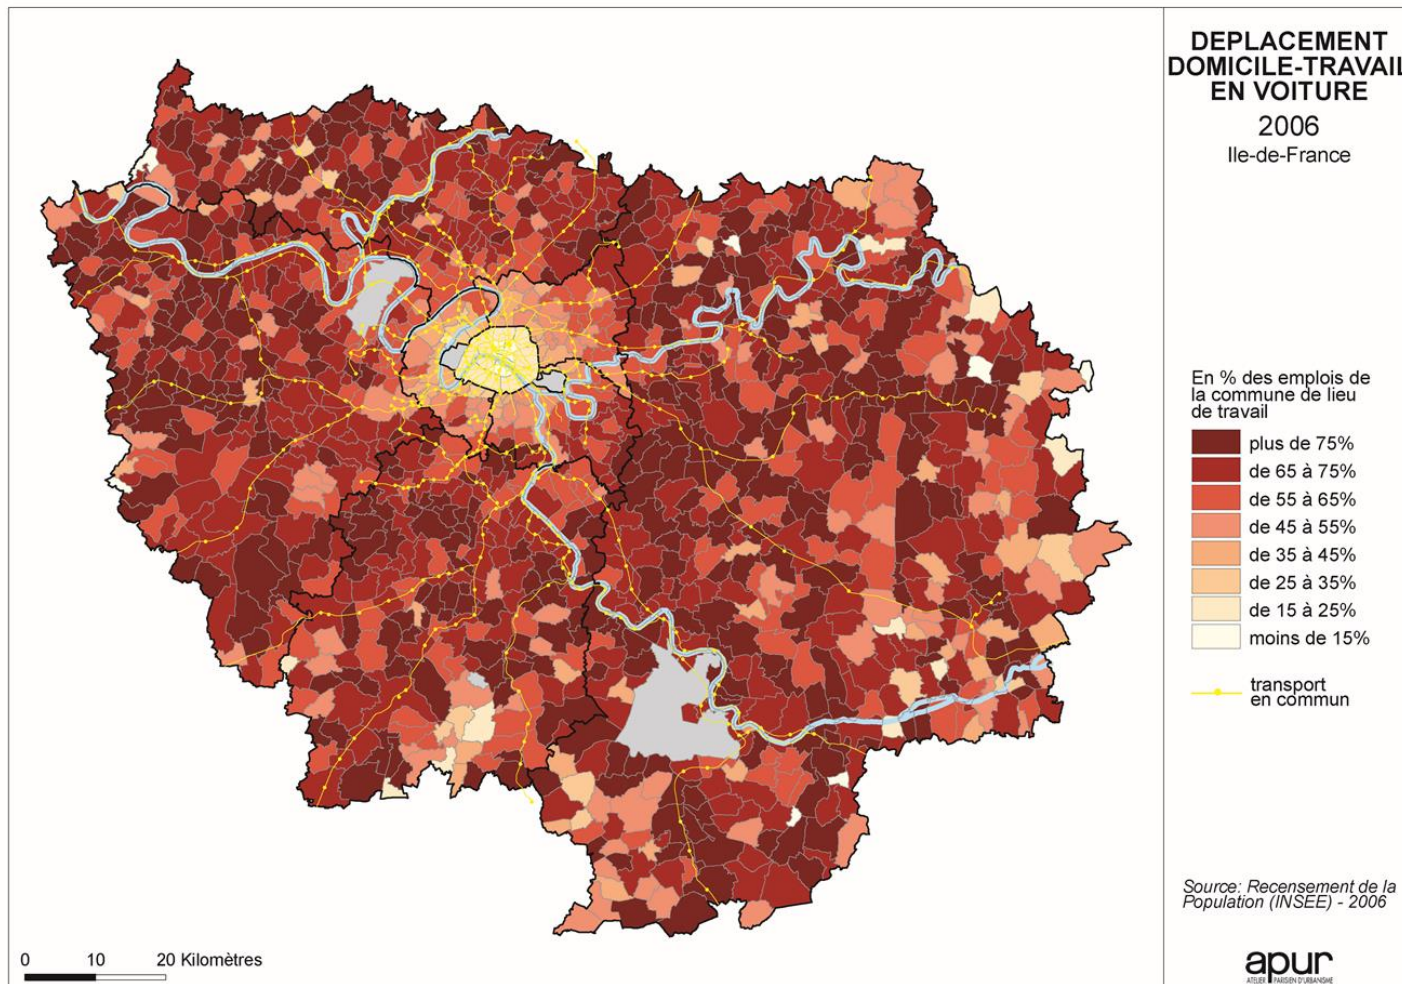 DEPLACEMENT
DOMICILE-TRAVAIL
EN VOITURE
2006
Ile-de-France
En % des emplois de
la commune de lieu
de travail
plus de 75%
de 65 à 75%
de 55 à 65%
de 45 à 55%
de 35 à 45%
de 25 à 35%
de 15 à 25%
moins de 15%
transport
en commun
Source: Recensement de la
Population (INSEE) - 2006
apur
ATELIER PARISIEN D'URBANISME
0 10 20 Kilomètres